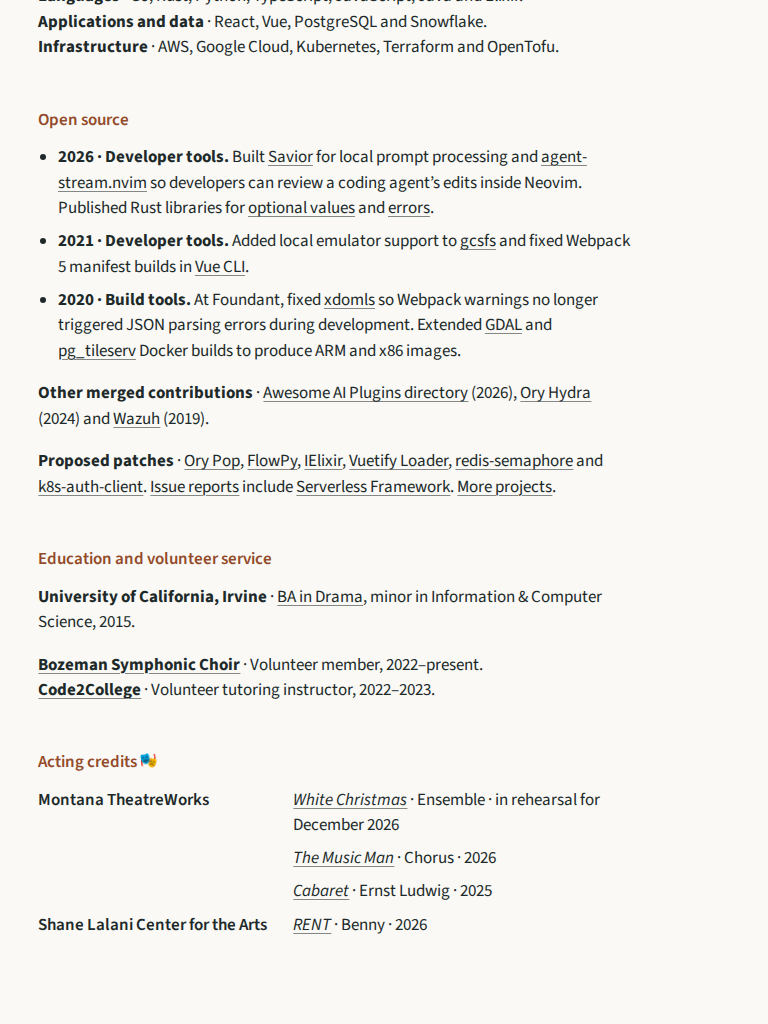 Applications and data · React, Vue, PostgreSQL and Snowflake.
Infrastructure · AWS, Google Cloud, Kubernetes, Terraform and OpenTofu.
Open source
• 2026 · Developer tools. Built Savior for local prompt processing and agent-
stream.nvim so developers can review a coding agent’s edits inside Neovim.
Published Rust libraries for optional values and errors.
• 2021 · Developer tools. Added local emulator support to gcsfs and fixed Webpack
5 manifest builds in Vue CLI.
• 2020 · Build tools. At Foundant, fixed xdomls so Webpack warnings no longer
triggered JSON parsing errors during development. Extended GDAL and
pg_tileserv Docker builds to produce ARM and x86 images.
Other merged contributions · Awesome AI Plugins directory (2026), Ory Hydra
(2024) and Wazuh (2019).
Proposed patches · Ory Pop, FlowPy, IElixir, Vuetify Loader, redis-semaphore and
k8s-auth-client. Issue reports include Serverless Framework. More projects.
Education and volunteer service
University of California, Irvine · BA in Drama, minor in Information & Computer
Science, 2015.
Bozeman Symphonic Choir · Volunteer member, 2022–present.
Code2College · Volunteer tutoring instructor, 2022–2023.
Acting credits 🎭
Montana TheatreWorks White Christmas · Ensemble · in rehearsal for
December 2026
The Music Man · Chorus · 2026
Cabaret · Ernst Ludwig · 2025
Shane Lalani Center for the Arts RENT · Benny · 2026